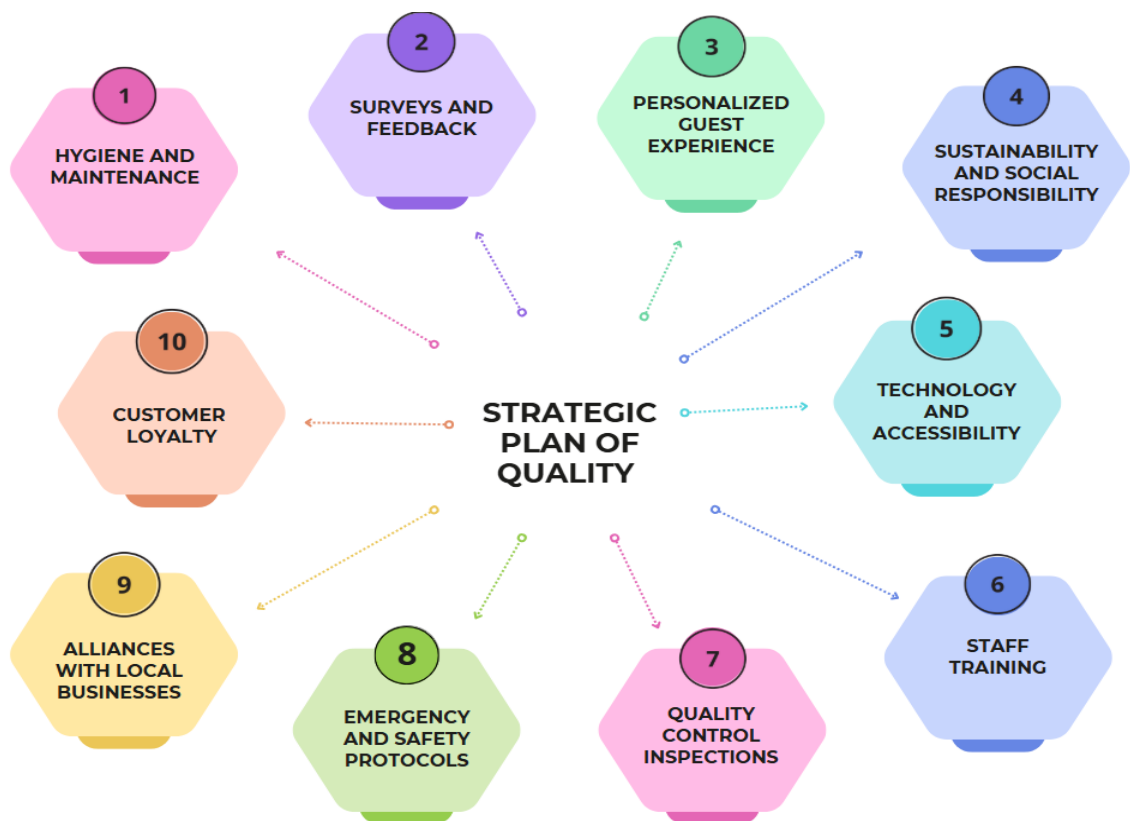 1
HYGIENE AND
MAINTENANCE
2
SURVEYS AND
FEEDBACK
3
PERSONALIZED
GUEST
EXPERIENCE
4
SUSTAINABILITY
AND SOCIAL
RESPONSIBILITY
5
TECHNOLOGY
AND
ACCESSIBILITY
6
STAFF
TRAINING
7
QUALITY
CONTROL
INSPECTIONS
8
EMERGENCY
AND SAFETY
PROTOCOLS
9
ALLIANCES
WITH LOCAL
BUSINESSES
10
CUSTOMER
LOYALTY
STRATEGIC
PLAN OF
QUALITY